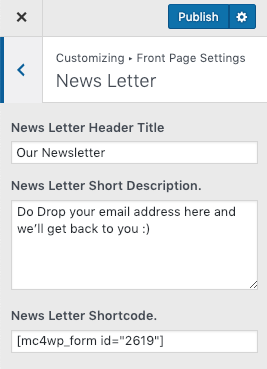 Publish
Customizing ▸ Front Page Settings
News Letter
News Letter Header Title
Our Newsletter
News Letter Short Description.
Do Drop your email address here and
we'll get back to you :)
News Letter Shortcode.
[mc4wp_form id="2619"]